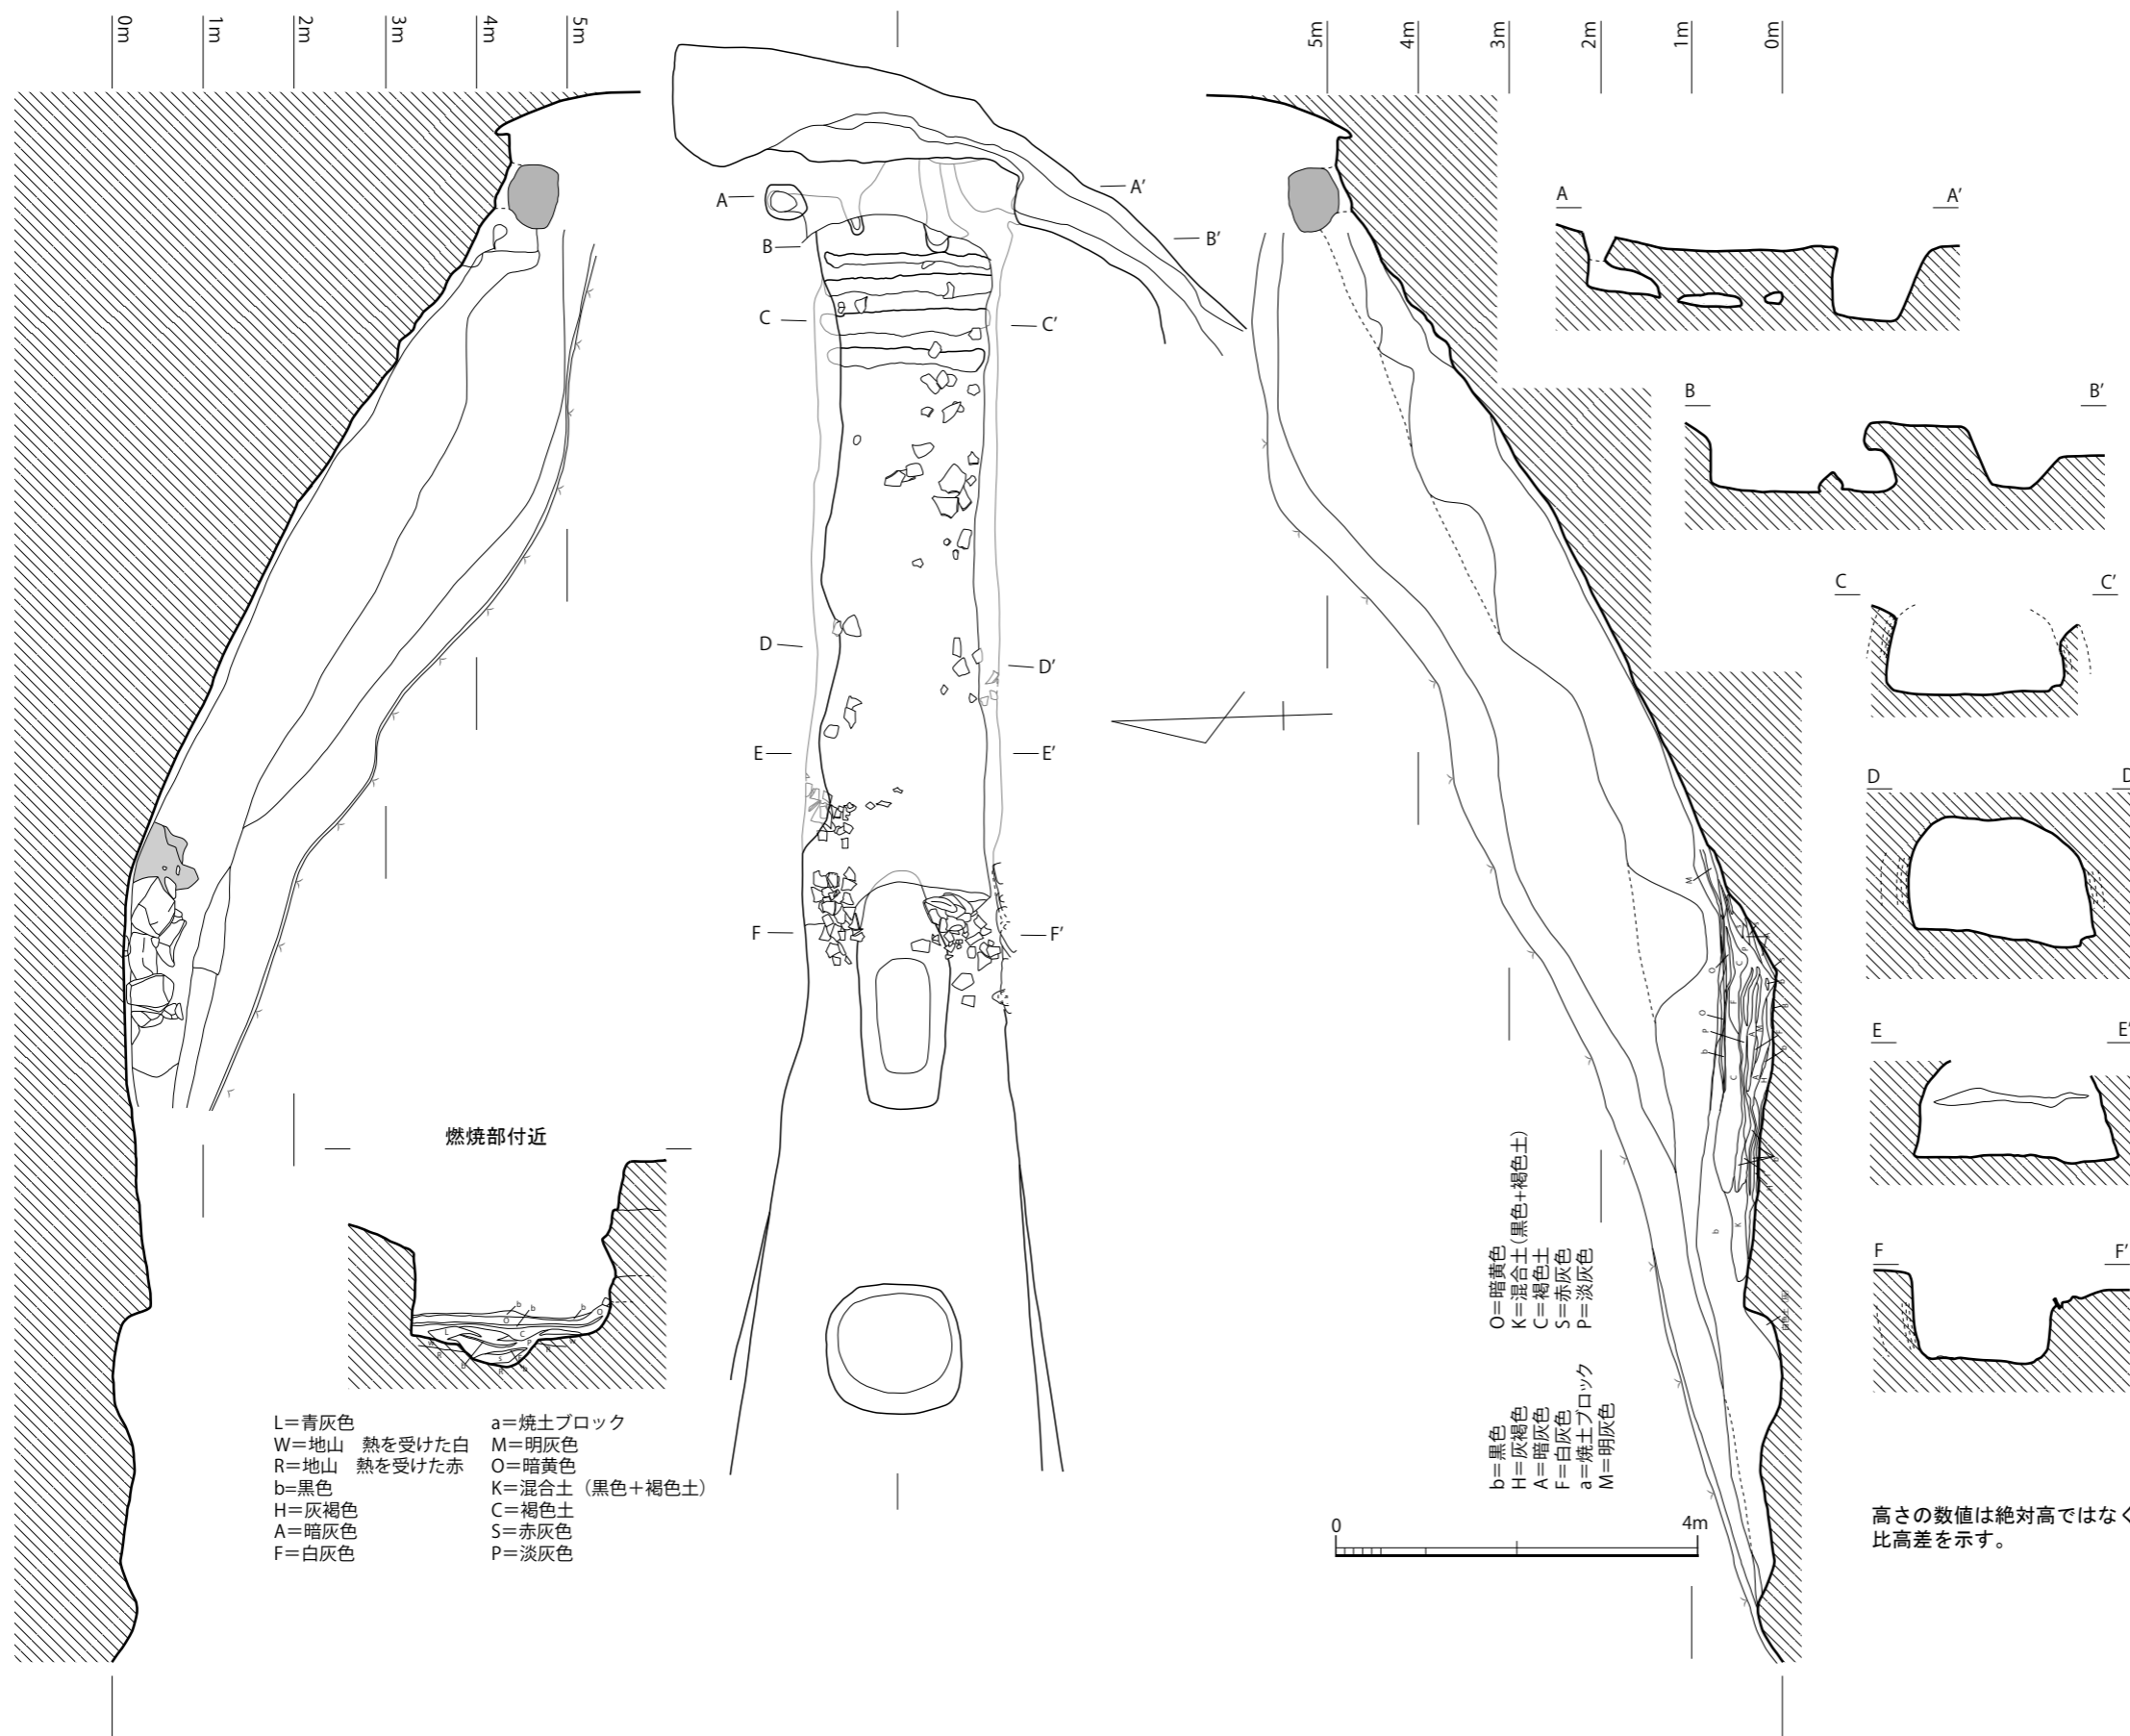 0m
1m
2m
3m
4m
5m
5m
4m
3m
2m
1m
0m
A
A’
B
B’
C
C’
D
D’
E
E’
F
F’
A
A’
B
B’
C
C’
D
D
E
E’
F
F’
燃焼部付近
b
b
b
O
O
L
C
P
W
W
R
R
b
S
R
b
L＝青灰色
W＝地山　熱を受けた白
R＝地山　熱を受けた赤
b=黒色
H＝灰褐色
A＝暗灰色
F＝白灰色
a＝焼土ブロック
M＝明灰色
O＝暗黄色
K＝混合土（黒色＋褐色土）
C＝褐色土
S＝赤灰色
P＝淡灰色
O＝暗黄色
K＝混合土（黒色+褐色土）
C＝褐色土
S＝赤灰色
P＝淡灰色
b＝黒色
H＝灰褐色
A＝暗灰色
F＝白灰色
a＝焼土ブロック
M＝明灰色
M
P
C
O
F
O
P
b
A
M
C
A
H
b
K
b
0
4m
高さの数値は絶対高ではなく
比高差を示す。